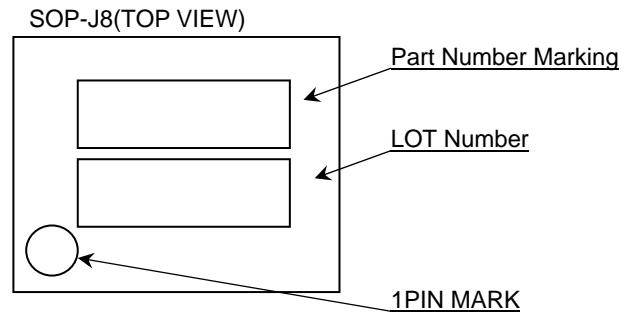 SOP-J8(TOP VIEW)
Part Number Marking
LOT Number
1PIN MARK